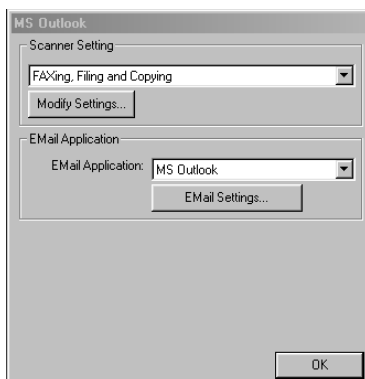 MS Outlook
Scanner Setting
FAXing, Filing and Copying
Modify Settings...
EMail Application
EMail Application: MS Outlook
EMail Settings...
OK